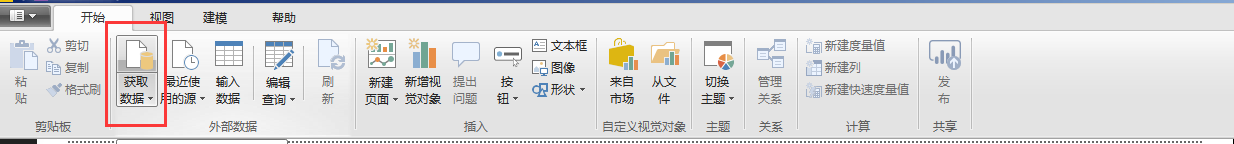 开始 视图 建模 帮助
粘贴
剪切
复制
格式刷
剪贴板
获取数据
最近使用的源
输入数据
编辑查询
刷新
外部数据
新建页面
新增视觉对象
提出问题
按钮
文本框
图像
形状
插入
来自市场
从文件
自定义视觉对象
切换主题
主题
管理关系
关系
新建度量值
新建列
新建快速度量值
计算
发布
共享